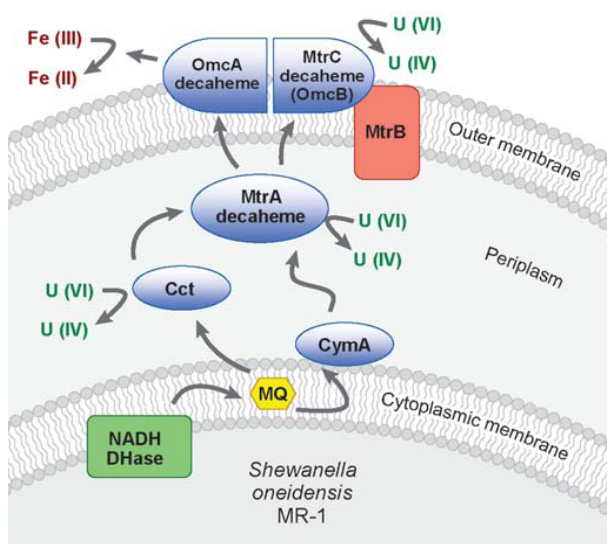 Fe (III)
Fe (II)
OmcA
decaheme
MtrC
decaheme
(OmcB)
U (VI)
U (IV)
MtrB
Outer membrane
MtrA
decaheme
U (VI)
U (IV)
Periplasm
U (VI)
U (IV)
Cct
CymA
MQ
Cytoplasmic membrane
NADH
DHase
Shewanella
oneidensis
MR-1